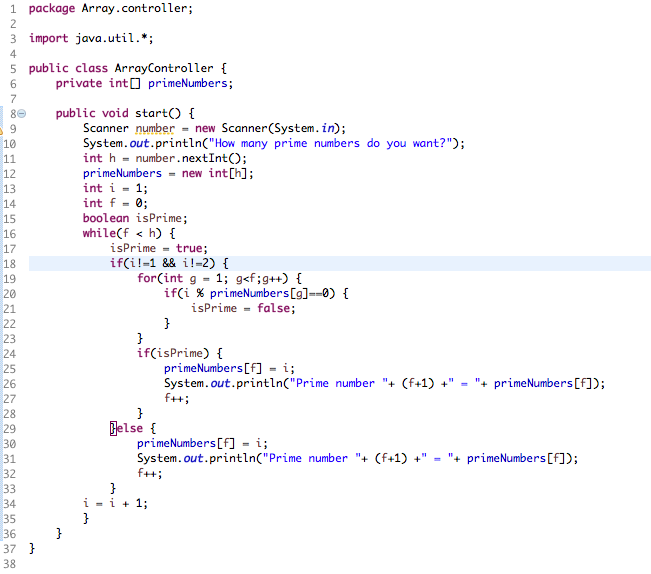 1 package Array.controller;
2
3 import java.util.*;
4
5 public class ArrayController {
6     private int[] primeNumbers;
7
8     public void start() {
9         Scanner number = new Scanner(System.in);
10         System.out.println("How many prime numbers do you want?");
11         int h = number.nextInt();
12         primeNumbers = new int[h];
13         int i = 1;
14         int f = 0;
15         boolean isPrime;
16         while(f < h) {
17             isPrime = true;
18             if(i!=1 && i!=2) {
19                 for(int g = 1; g<f;g++) {
20                     if(i % primeNumbers[g]==0) {
21                         isPrime = false;
22                     }
23                 }
24                 if(isPrime) {
25                     primeNumbers[f] = i;
26                     System.out.println("Prime number "+ (f+1) +" = "+ primeNumbers[f]);
27                     f++;
28                 }
29             }else {
30                 primeNumbers[f] = i;
31                 System.out.println("Prime number "+ (f+1) +" = "+ primeNumbers[f]);
32                 f++;
33             }
34         i = i + 1;
35         }
36     }
37 }
38